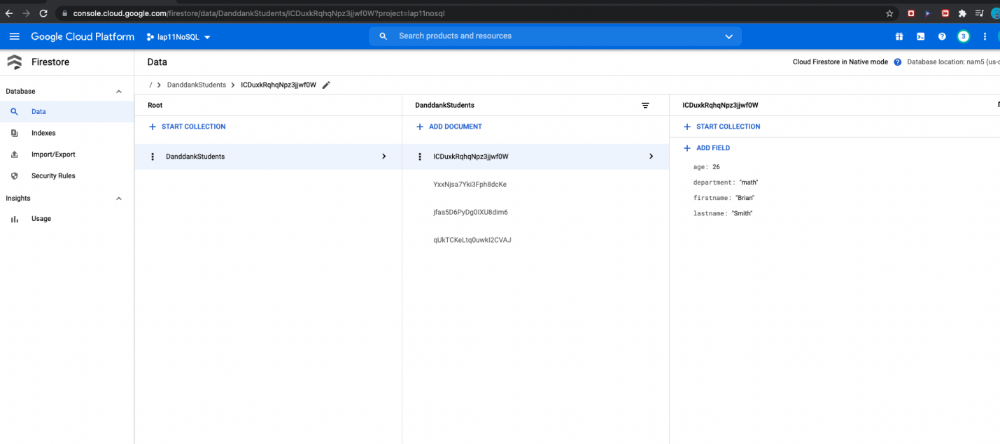 console.cloud.google.com/firestore/data/DanddankStudents/ICDuxkRqhqNpz3jjwf0W?project=lap11nosql
Google Cloud Platform
lap11NoSQL
Search products and resources
3
Firestore
Data
Cloud Firestore in Native mode
Database location: nam5 (us-
Database
/ > DanddankStudents > ICDuxkRqhqNpz3jjwf0W
Data
Indexes
Import/Export
Security Rules
Insights
Usage
Root
START COLLECTION
DanddankStudents
DanddankStudents
ADD DOCUMENT
ICDuxkRqhqNpz3jjwf0W
YxxNjsa7Yki3Fph8dcKe
jfaa5D6PyDg0IXU8dim6
qUkTCKeLtq0uwkI2CVAJ
ICDuxkRqhqNpz3jjwf0W
START COLLECTION
ADD FIELD
age: 26
department: "math"
firstname: "Brian"
lastname: "Smith"